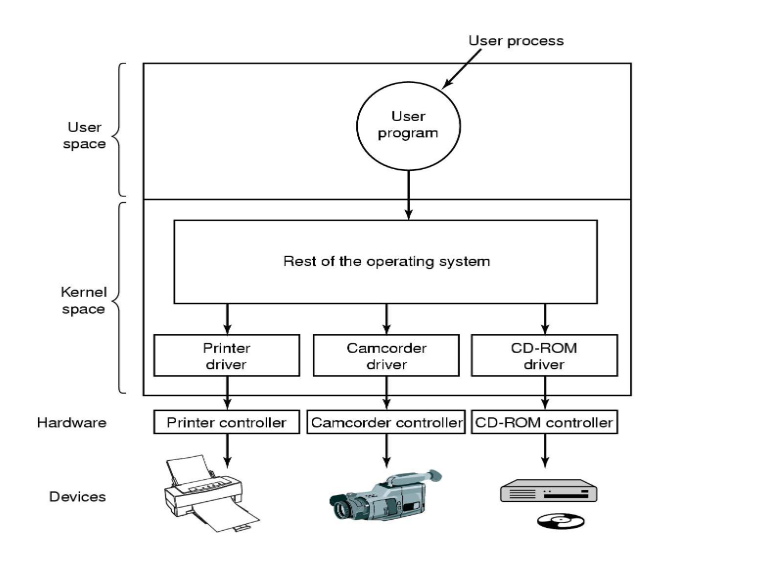 User process
User
program
User
space
Rest of the operating system
Kernel
space
Printer
driver
Camcorder
driver
CD-ROM
driver
Hardware
Printer controller
Camcorder controller
CD-ROM controller
Devices